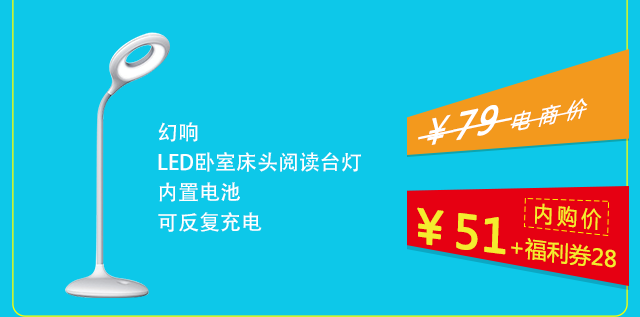 幻响
LED卧室床头阅读台灯
内置电池
可反复充电
￥79 电商价
内购价
￥51+福利券28